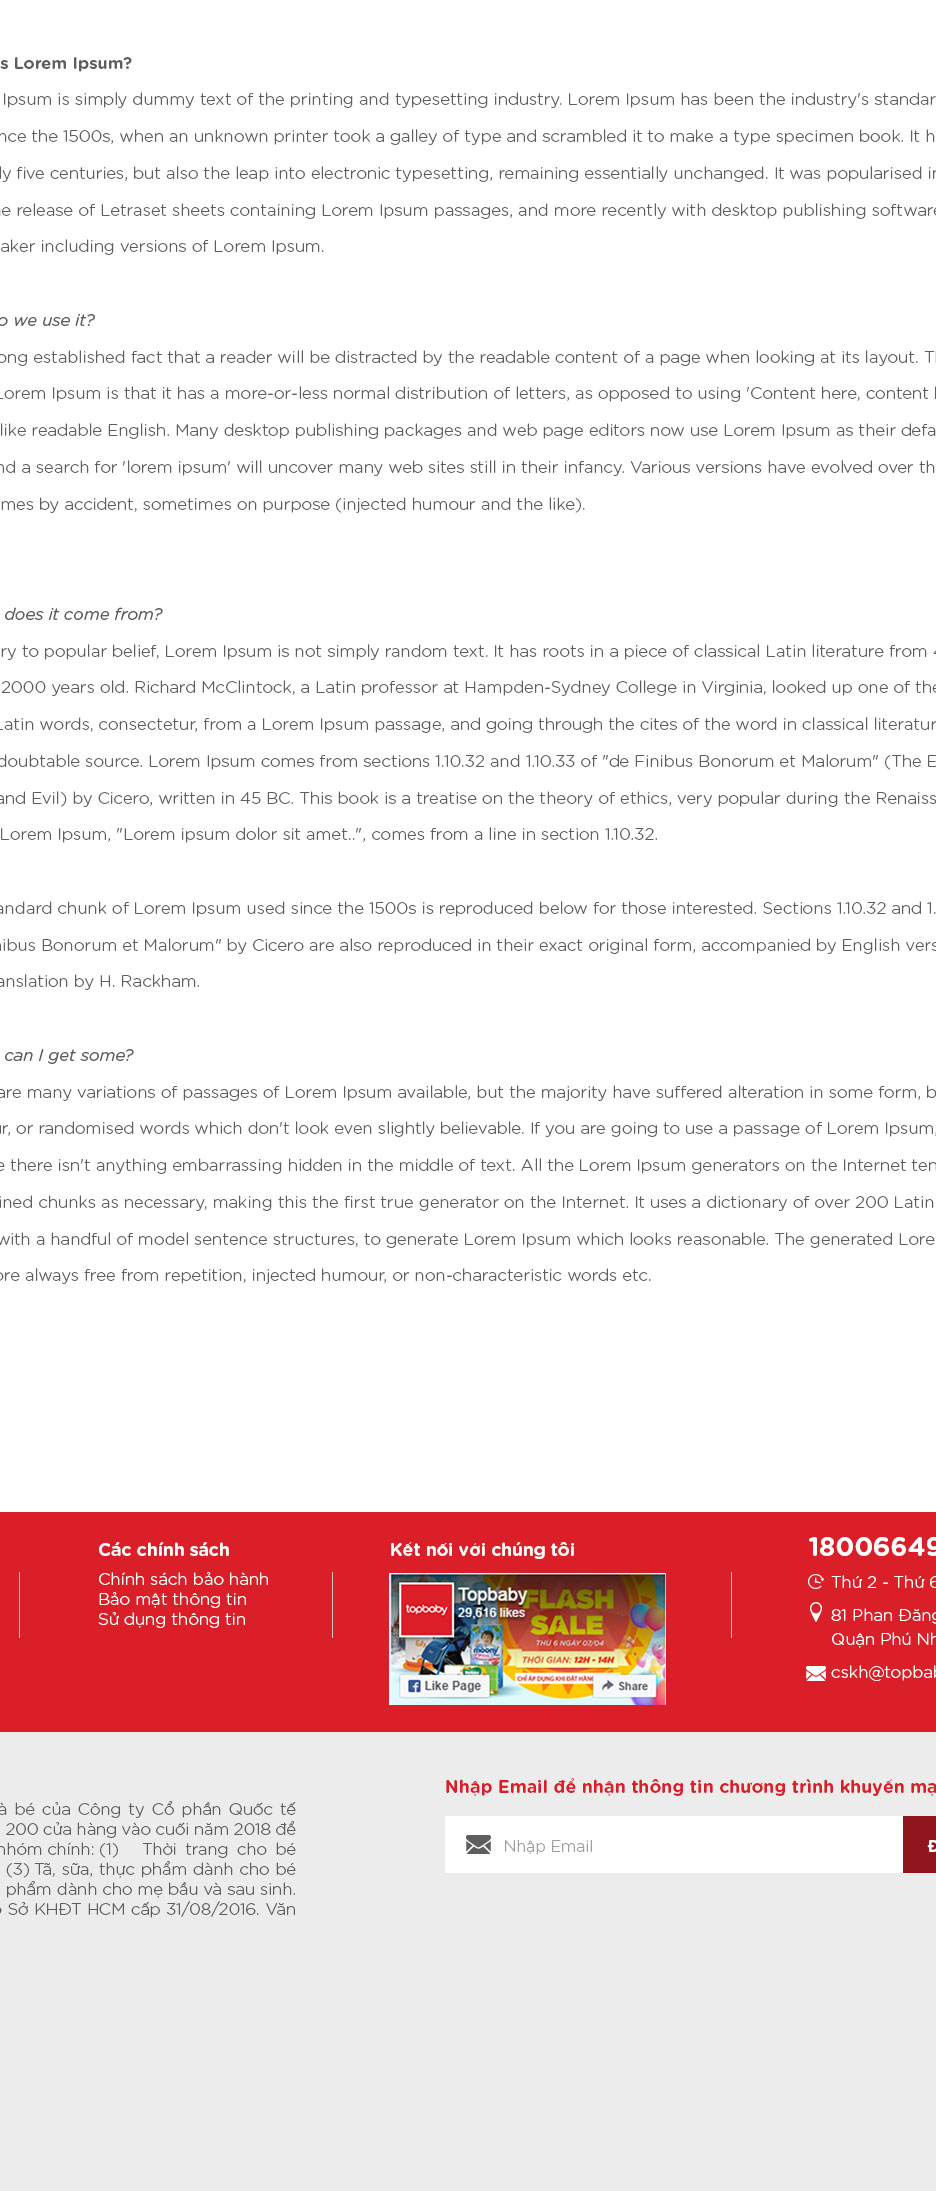 s Lorem Ipsum?
Ipsum is simply dummy text of the printing and typesetting industry. Lorem Ipsum has been the industry's standar
nce the 1500s, when an unknown printer took a galley of type and scrambled it to make a type specimen book. It h
ly five centuries, but also the leap into electronic typesetting, remaining essentially unchanged. It was popularised in
ne release of Letraset sheets containing Lorem Ipsum passages, and more recently with desktop publishing software
aker including versions of Lorem Ipsum.
o we use it?
ong established fact that a reader will be distracted by the readable content of a page when looking at its layout. T
Lorem Ipsum is that it has a more-or-less normal distribution of letters, as opposed to using 'Content here, content
like readable English. Many desktop publishing packages and web page editors now use Lorem Ipsum as their defa
nd a search for 'lorem ipsum' will uncover many web sites still in their infancy. Various versions have evolved over th
mes by accident, sometimes on purpose (injected humour and the like).
does it come from?
ry to popular belief, Lorem Ipsum is not simply random text. It has roots in a piece of classical Latin literature from 4
2000 years old. Richard McClintock, a Latin professor at Hampden-Sydney College in Virginia, looked up one of the
Latin words, consectetur, from a Lorem Ipsum passage, and going through the cites of the word in classical literatur
doubtable source. Lorem Ipsum comes from sections 1.10.32 and 1.10.33 of "de Finibus Bonorum et Malorum" (The E
and Evil) by Cicero, written in 45 BC. This book is a treatise on the theory of ethics, very popular during the Renaiss
Lorem Ipsum, "Lorem ipsum dolor sit amet..", comes from a line in section 1.10.32.
andard chunk of Lorem Ipsum used since the 1500s is reproduced below for those interested. Sections 1.10.32 and 1.
nibus Bonorum et Malorum" by Cicero are also reproduced in their exact original form, accompanied by English vers
anslation by H. Rackham.
can I get some?
are many variations of passages of Lorem Ipsum available, but the majority have suffered alteration in some form, b
ur, or randomised words which don't look even slightly believable. If you are going to use a passage of Lorem Ipsum,
e there isn't anything embarrassing hidden in the middle of text. All the Lorem Ipsum generators on the Internet ten
ined chunks as necessary, making this the first true generator on the Internet. It uses a dictionary of over 200 Latin
with a handful of model sentence structures, to generate Lorem Ipsum which looks reasonable. The generated Lore
ore always free from repetition, injected humour, or non-characteristic words etc.
Các chính sách
Chính sách bảo hành
Bảo mật thông tin
Sử dụng thông tin
Kết nối với chúng tôi
topbaby
Topbaby
29,616 likes
FLASH
SALE
THỨ 6 NGÀY 07/04
THỜI GIAN: 12H - 14H
CHỈ ÁP DỤNG KHI ĐẶT HÀNG
moony
Like Page
Share
18006649
Thứ 2 - Thứ 6
81 Phan Đăng
Quận Phú Nh
cskh@topbab
à bé của Công ty Cổ phần Quốc tế
200 cửa hàng vào cuối năm 2018 để
nhóm chính: (1) Thời trang cho bé
(3) Tã, sữa, thực phẩm dành cho bé
phẩm dành cho mẹ bầu và sau sinh.
o Sở KHĐT HCM cấp 31/08/2016. Văn
Nhập Email để nhận thông tin chương trình khuyến mạ
Nhập Email
Đ